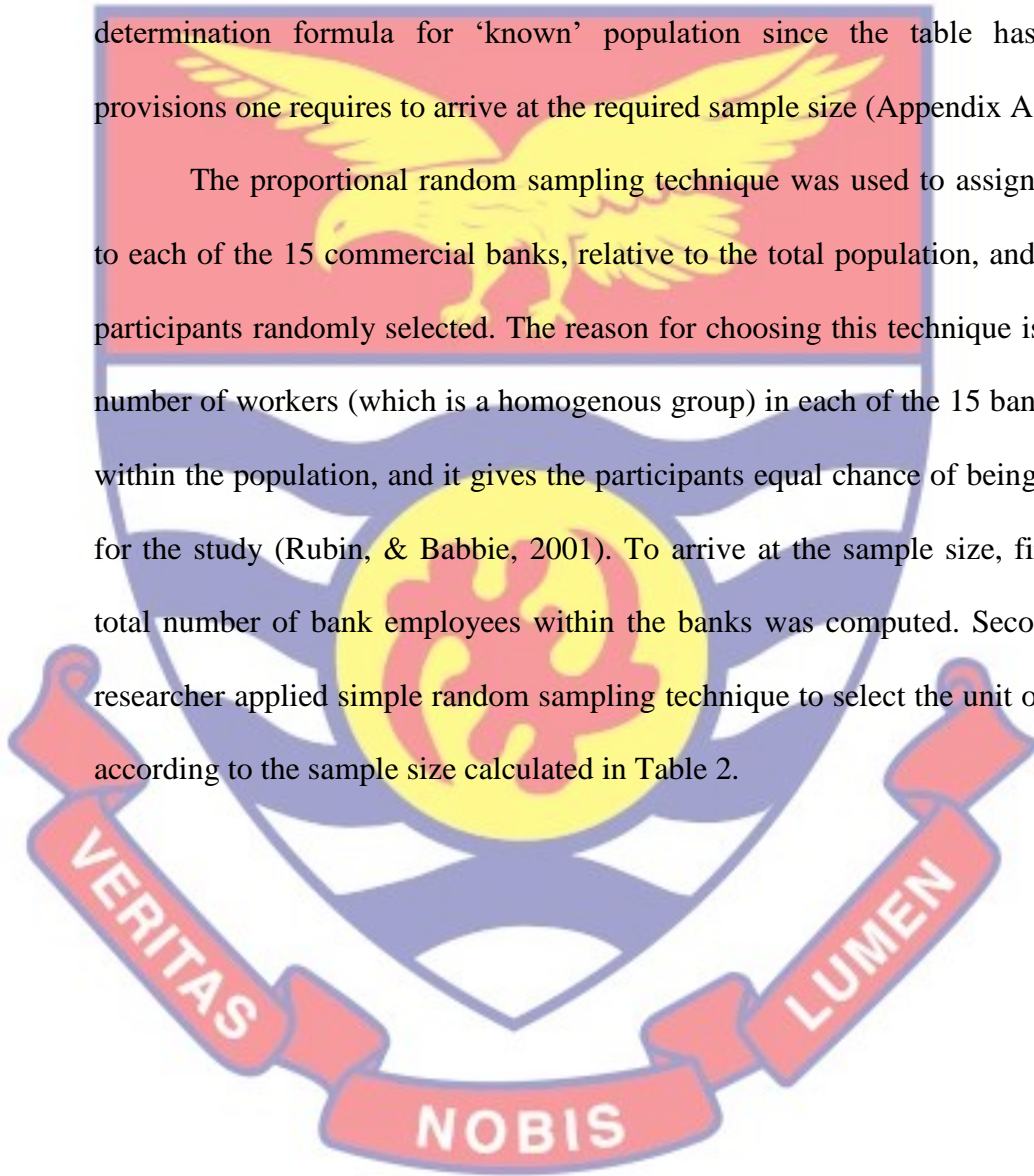 determination formula for ‘known’ population since the table has
provisions one requires to arrive at the required sample size (Appendix A
The proportional random sampling technique was used to assign
to each of the 15 commercial banks, relative to the total population, and
participants randomly selected. The reason for choosing this technique is
number of workers (which is a homogenous group) in each of the 15 ban
within the population, and it gives the participants equal chance of being
for the study (Rubin, & Babbie, 2001). To arrive at the sample size, fi
total number of bank employees within the banks was computed. Seco
researcher applied simple random sampling technique to select the unit o
according to the sample size calculated in Table 2.
VERITAS
NOBIS
LUMEN